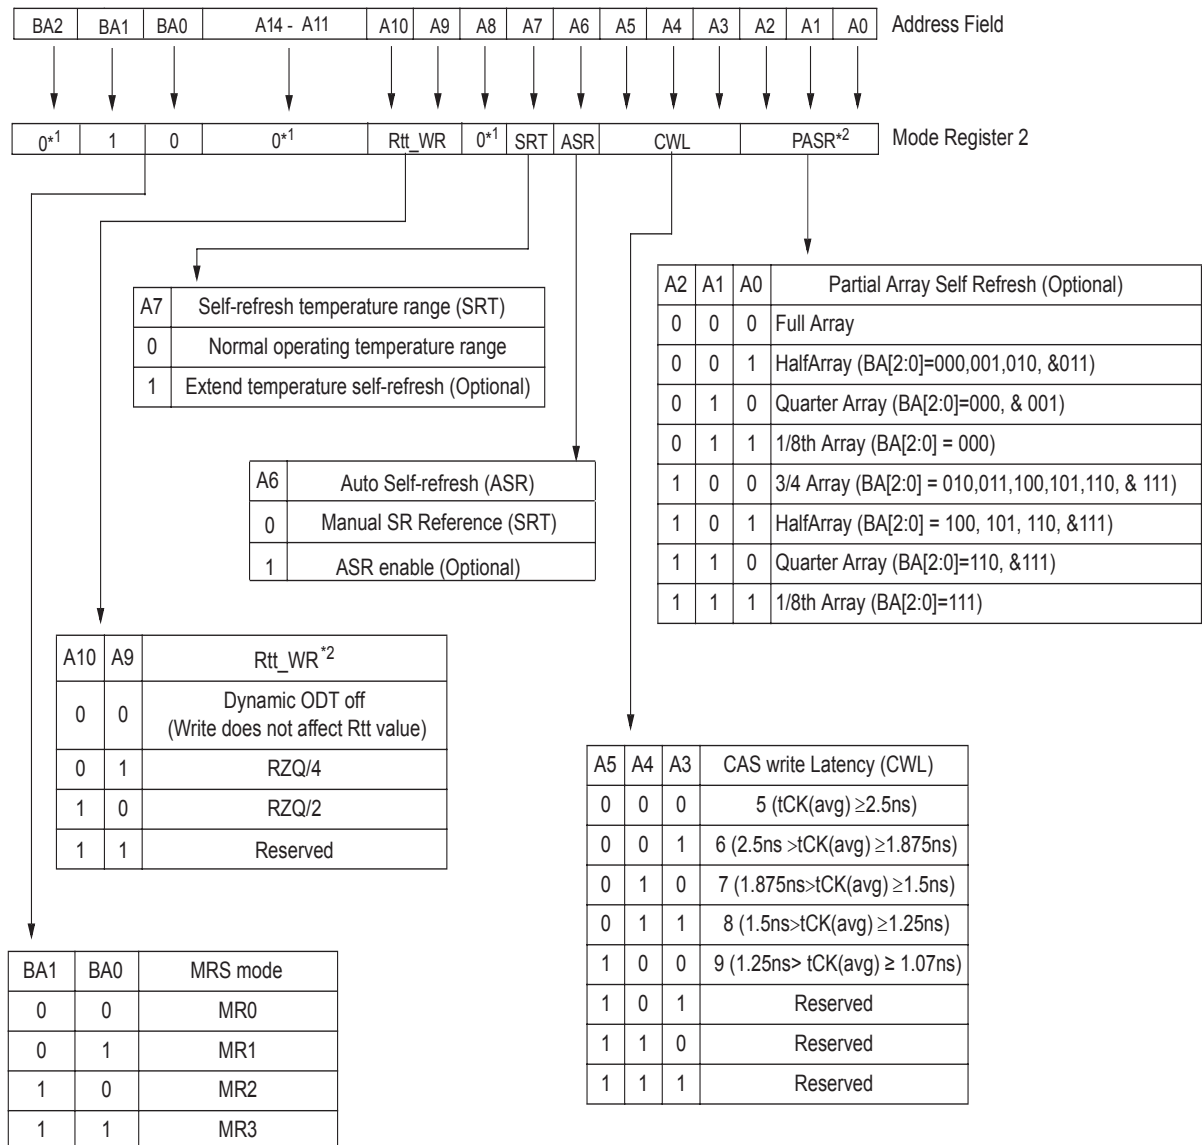 BA2 BA1 BA0 A14 - A11 A10 A9 A8 A7 A6 A5 A4 A3 A2 A1 A0 Address Field
0*1 1 0 0*1 Rtt_WR 0*1 SRT ASR CWL PASR*2 Mode Register 2
A7 Self-refresh temperature range (SRT)
0 Normal operating temperature range
1 Extend temperature self-refresh (Optional)
A2 A1 A0 Partial Array Self Refresh (Optional)
0 0 0 Full Array
0 0 1 HalfArray (BA[2:0]=000,001,010, &011)
0 1 0 Quarter Array (BA[2:0]=000, & 001)
0 1 1 1/8th Array (BA[2:0] = 000)
1 0 0 3/4 Array (BA[2:0] = 010,011,100,101,110, & 111)
1 0 1 HalfArray (BA[2:0] = 100, 101, 110, &111)
1 1 0 Quarter Array (BA[2:0]=110, &111)
1 1 1 1/8th Array (BA[2:0]=111)
A6 Auto Self-refresh (ASR)
0 Manual SR Reference (SRT)
1 ASR enable (Optional)
A10 A9 Rtt_WR*2
0 0 Dynamic ODT off
(Write does not affect Rtt value)
0 1 RZQ/4
1 0 RZQ/2
1 1 Reserved
A5 A4 A3 CAS write Latency (CWL)
0 0 0 5 (tCK(avg) ≥2.5ns)
0 0 1 6 (2.5ns >tCK(avg) ≥1.875ns)
0 1 0 7 (1.875ns>tCK(avg) ≥1.5ns)
0 1 1 8 (1.5ns>tCK(avg) ≥1.25ns)
1 0 0 9 (1.25ns> tCK(avg) ≥ 1.07ns)
1 0 1 Reserved
1 1 0 Reserved
1 1 1 Reserved
BA1 BA0 MRS mode
0 0 MR0
0 1 MR1
1 0 MR2
1 1 MR3